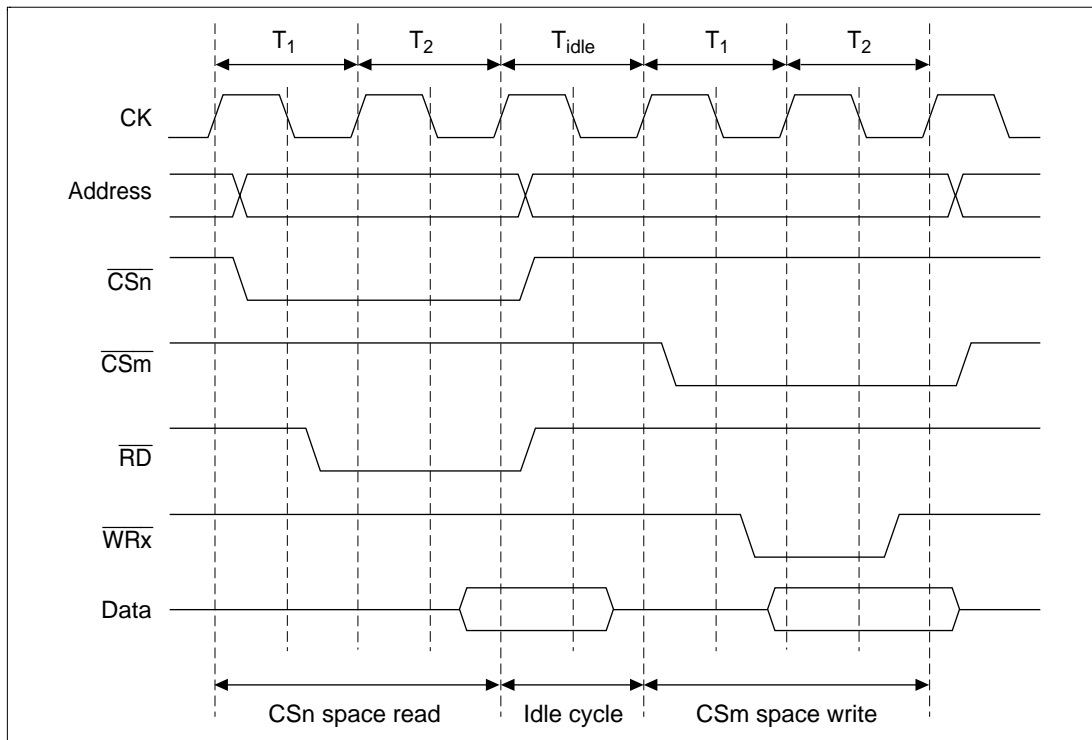 T1 T2 Tidle T1 T2
CK
Address
CSn
CSm
RD
WRx
Data
CSn space read Idle cycle CSm space write